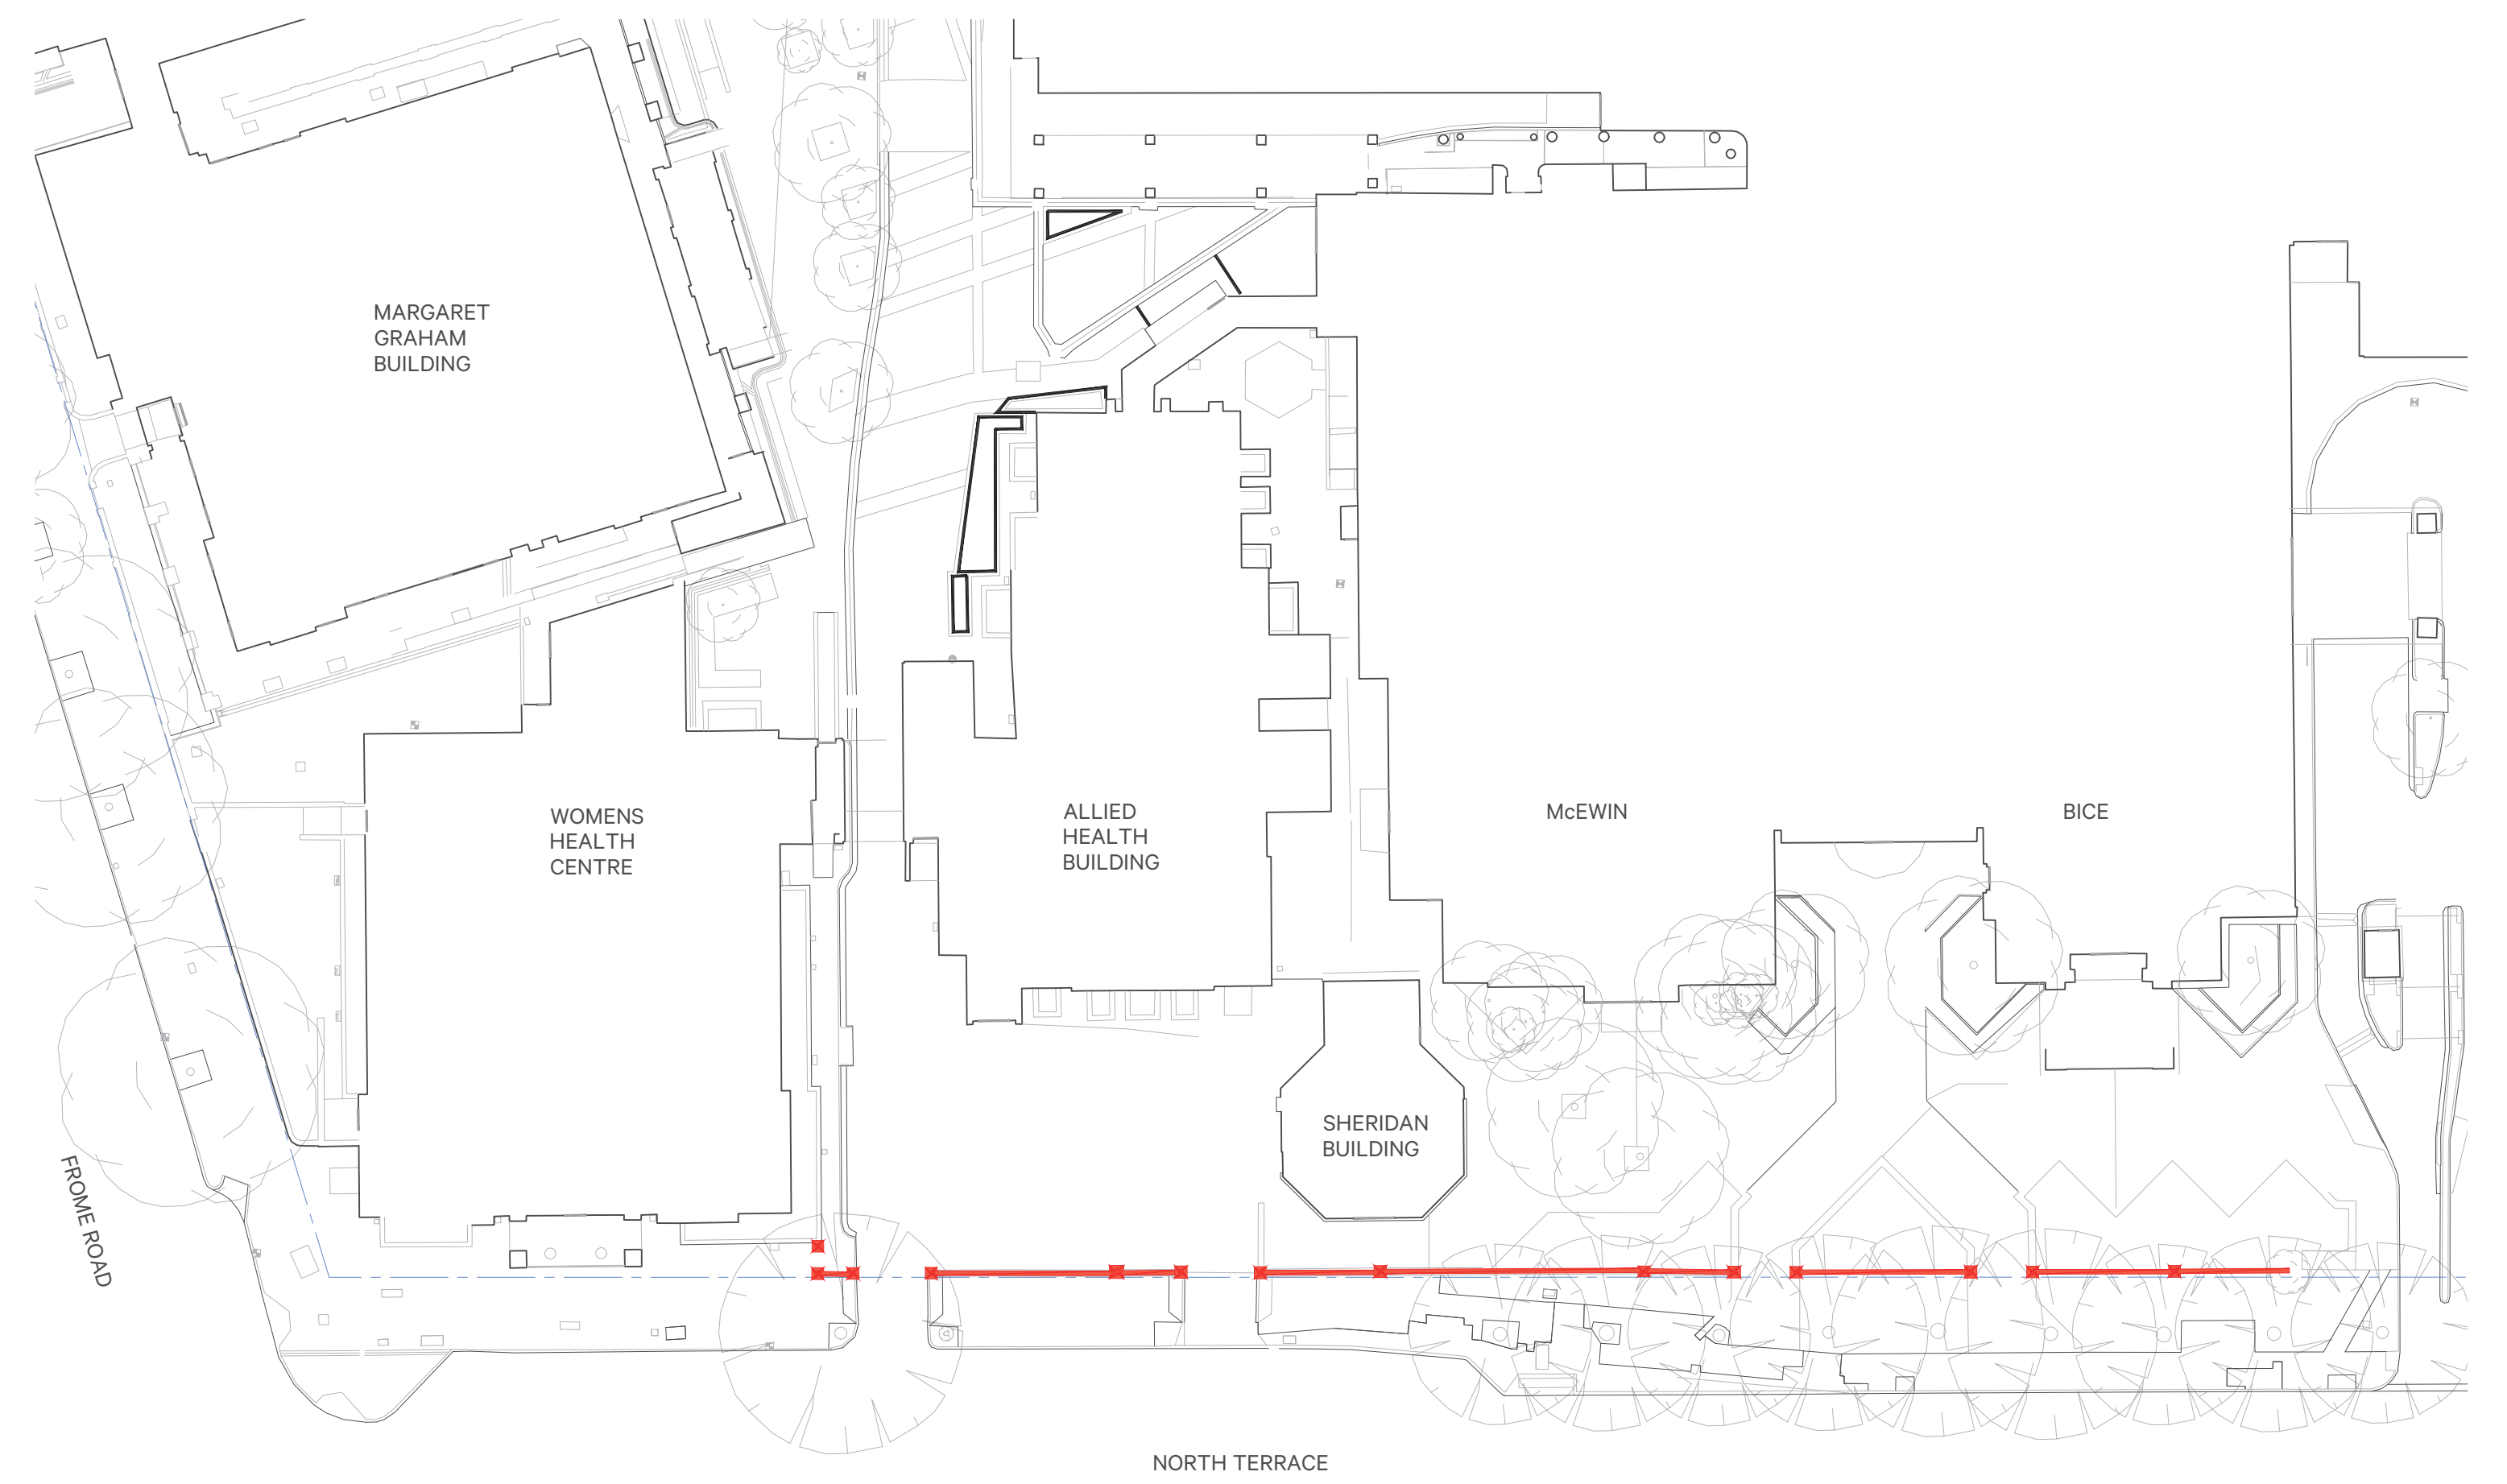 MARGARET
GRAHAM
BUILDING
WOMENS
HEALTH
CENTRE
ALLIED
HEALTH
BUILDING
McEWIN
BICE
SHERIDAN
BUILDING
FROME ROAD
NORTH TERRACE